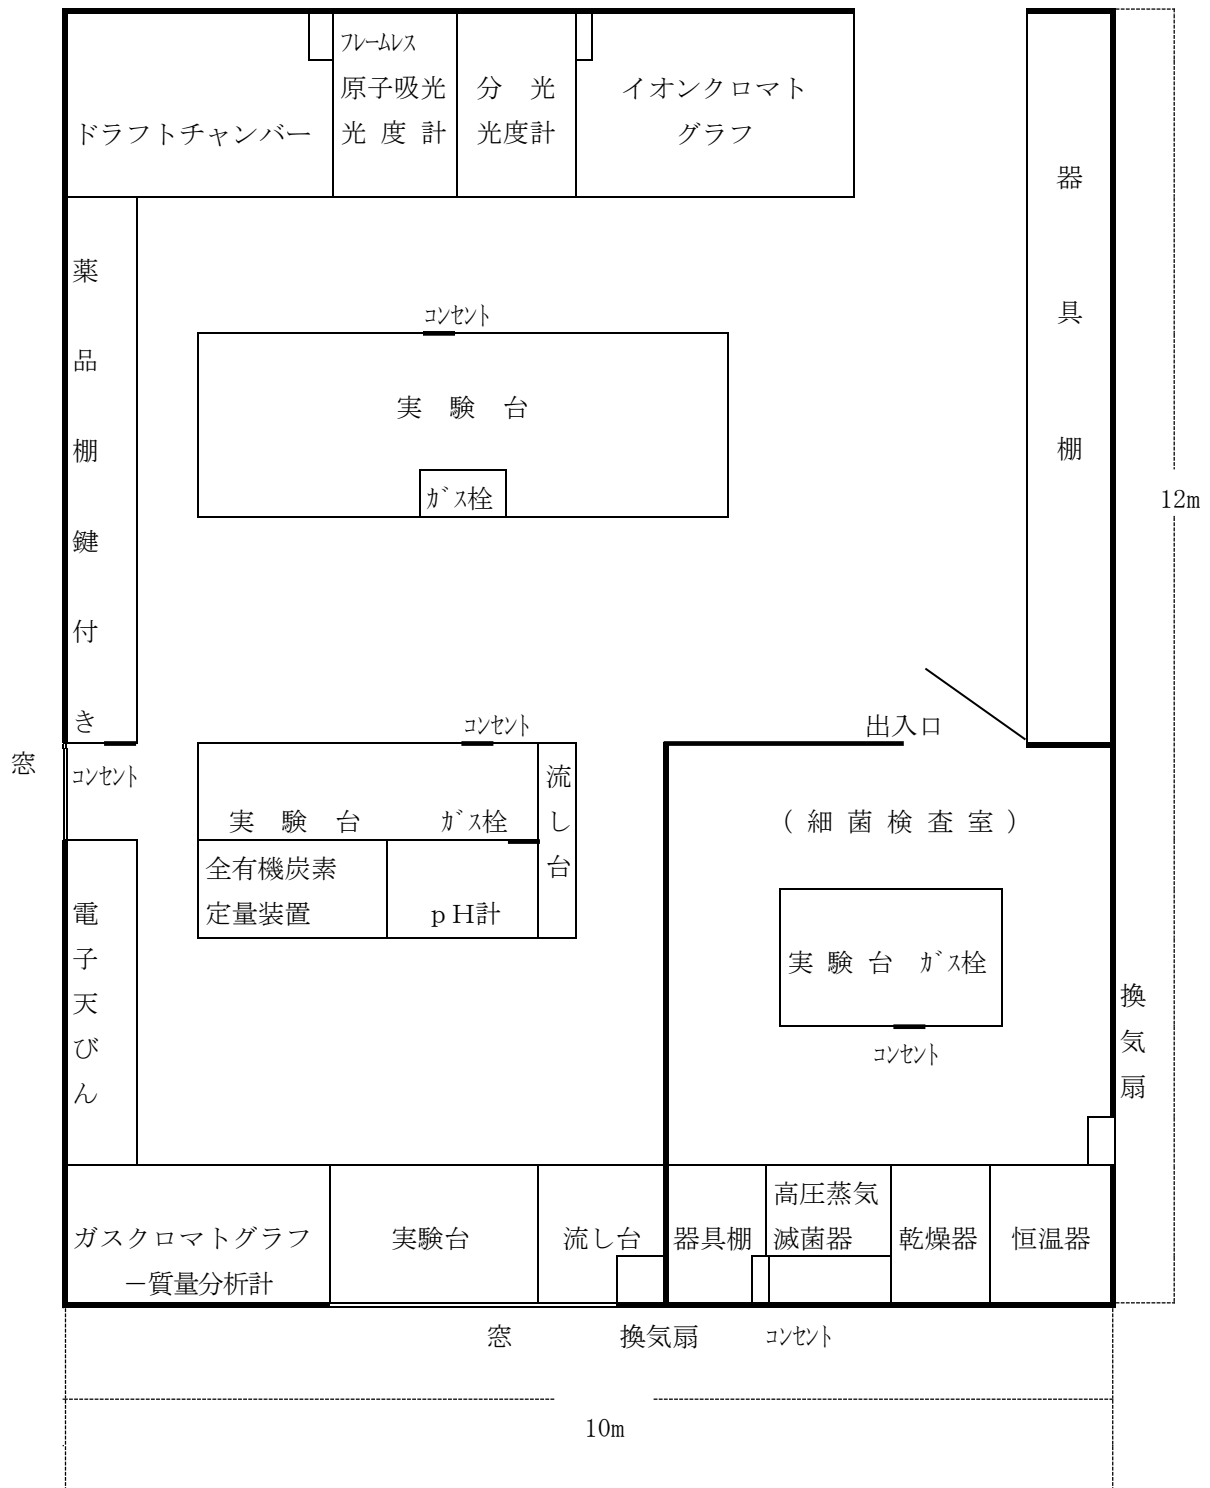 フレームレス
原子吸光
光度計
分　光
光度計
イオンクロマト
グラフ
ドラフトチャンバー
器具棚
薬品棚鍵付き
コンセント
実　験　台
ガス栓
12m
出入口
コンセント
窓
コンセント
流し台
実　験　台
ガス栓
(細菌検査室)
全有機炭素
定量装置
ｐH計
電子天びん
実 験 台
ガス栓
コンセント
換気扇
ガスクロマトグラフ
－質量分析計
実験台
流し台
器具棚
高圧蒸気
滅菌器
乾燥器
恒温器
窓
換気扇
コンセント
10m